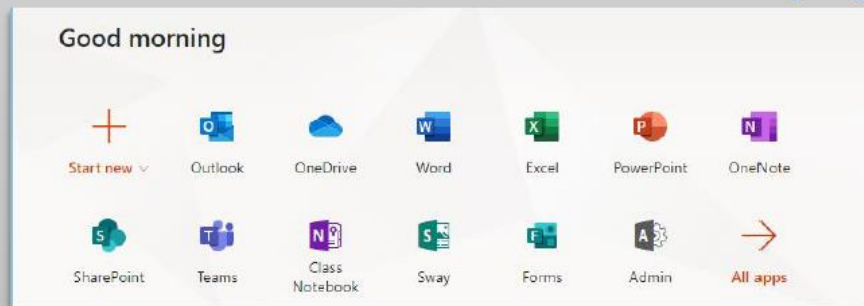 Good morning
Start new
Outlook
OneDrive
Word
Excel
PowerPoint
OneNote
SharePoint
Teams
Class
Notebook
Sway
Forms
Admin
All apps